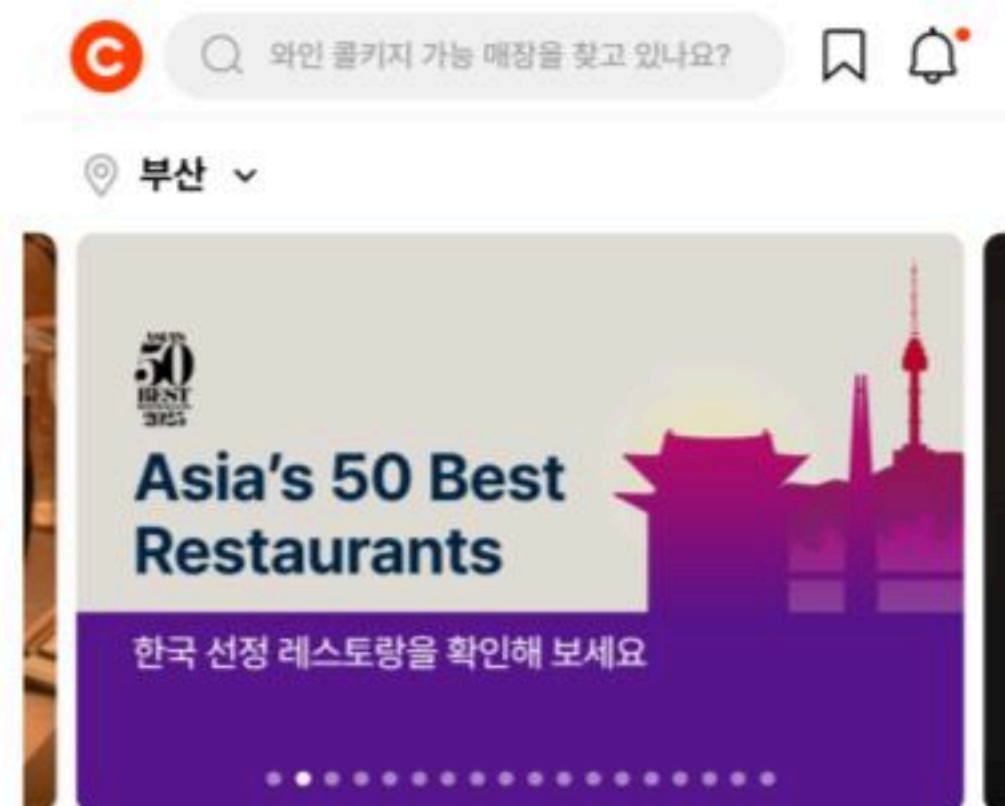 C
와인 콜키지 가능 매장을 찾고 있나요?
부산
ASIA'S
50
BEST
2025
Asia's 50 Best
Restaurants
한국 선정 레스토랑을 확인해 보세요